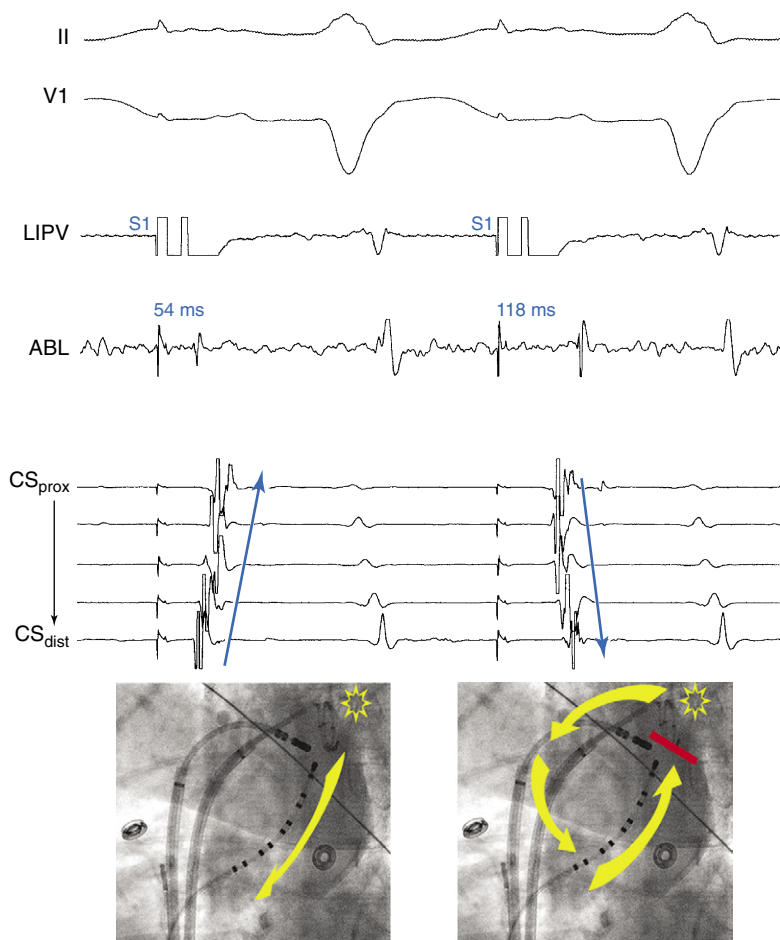 II
V1
LIPV
S1
S1
ABL
54 ms
118 ms
CSprox
CSdist